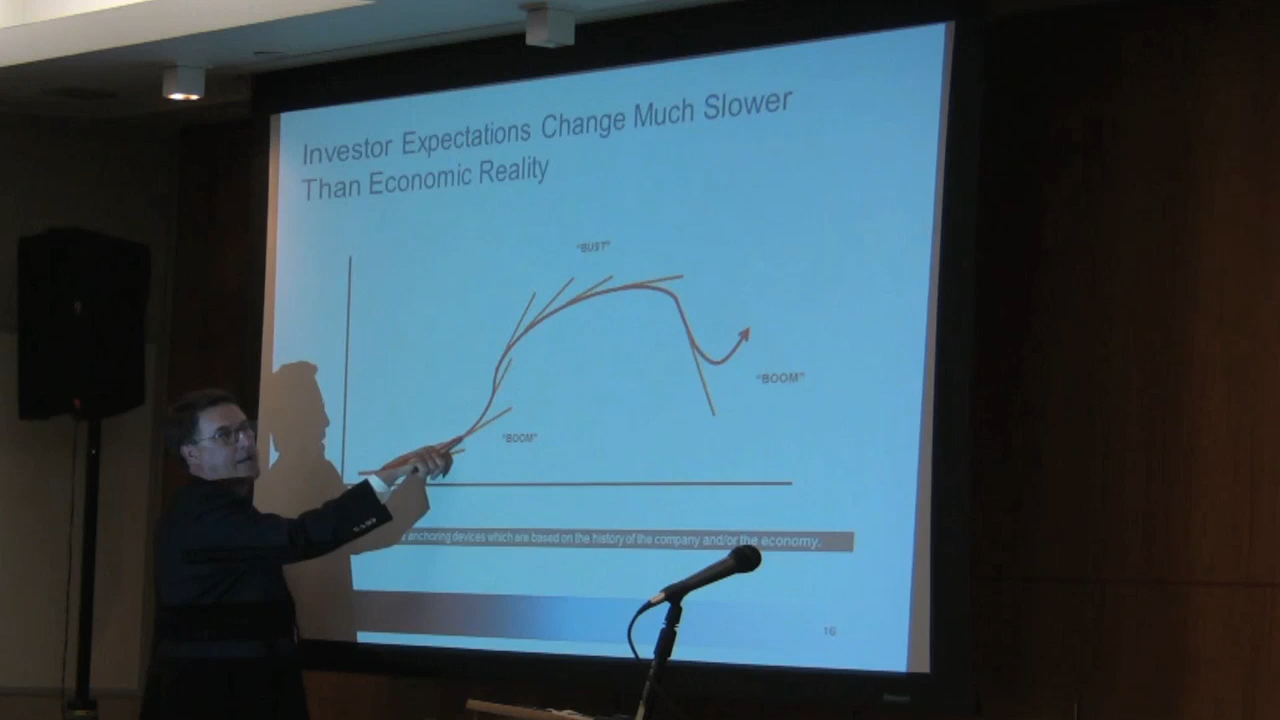 Investor Expectations Change Much Slower
Than Economic Reality
"BUST"
"BOOM"
"BOOM"
anchoring devices which are based on the history of the company and/or the economy.
16